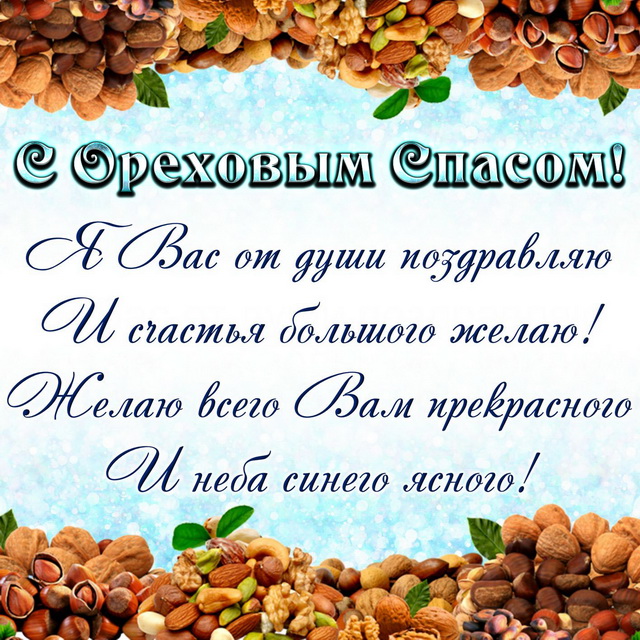 С Ореховым Спасом!
Я Вас от души поздравляю
И счастья большого желаю!
Желаю всего Вам прекрасного
И неба синего ясного!